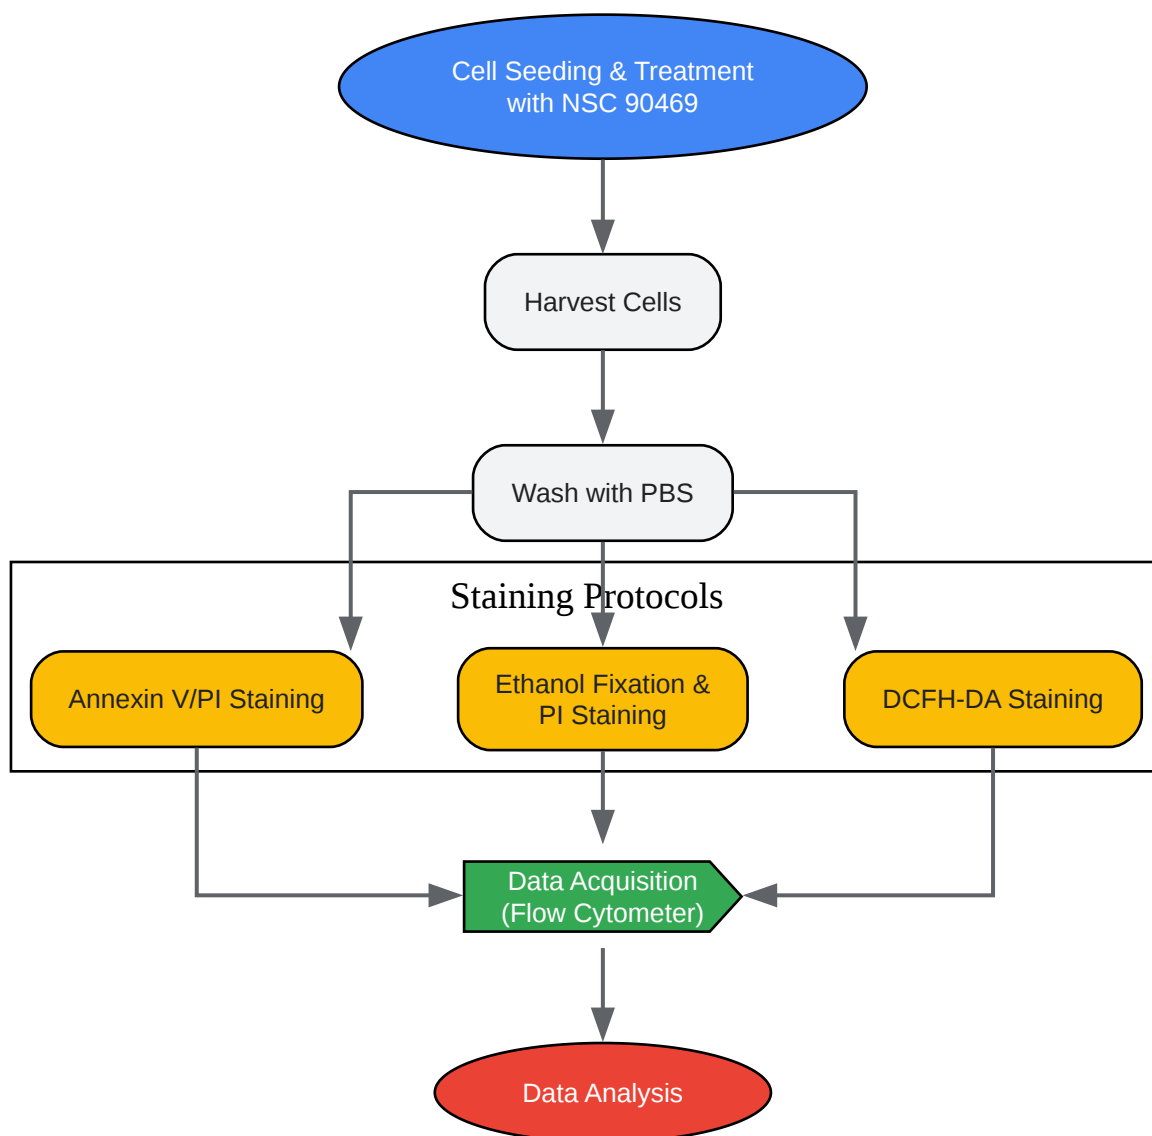 Cell Seeding & Treatment
with NSC 90469
Harvest Cells
Wash with PBS
Staining Protocols
Annexin V/PI Staining
Ethanol Fixation &
PI Staining
DCFH-DA Staining
Data Acquisition
(Flow Cytometer)
Data Analysis